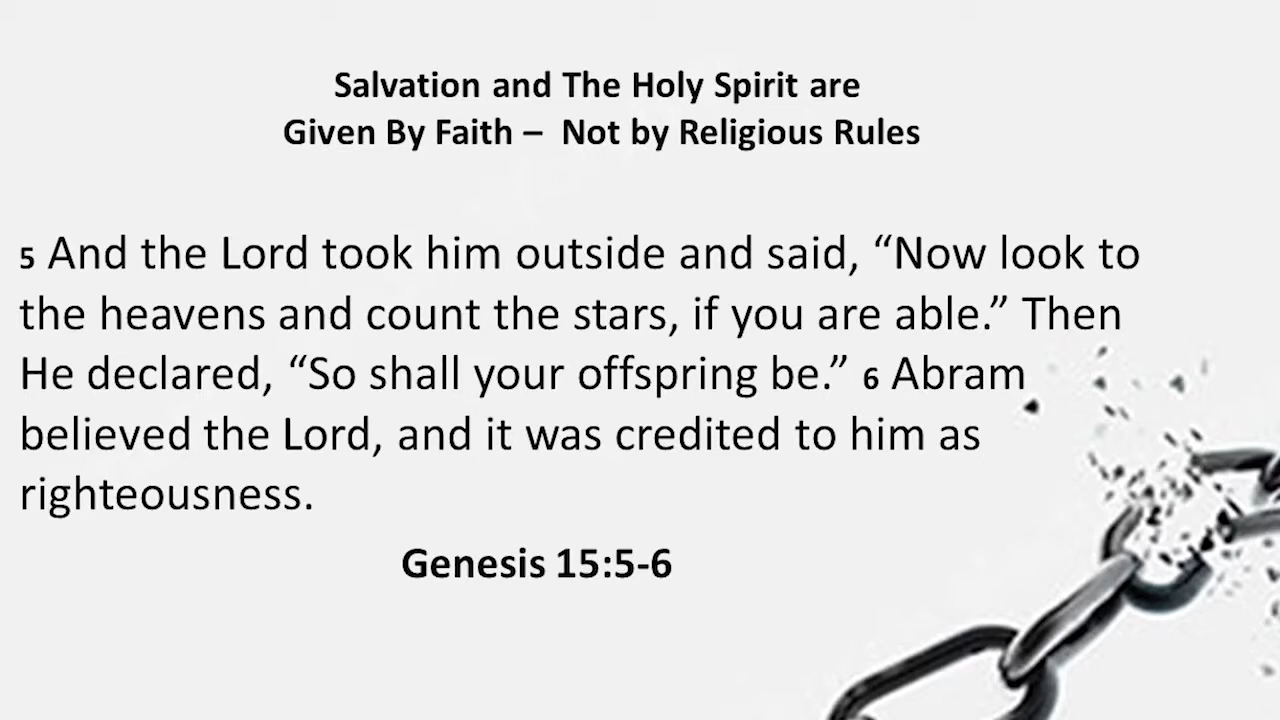 Salvation and The Holy Spirit are
Given By Faith – Not by Religious Rules
5 And the Lord took him outside and said, “Now look to
the heavens and count the stars, if you are able.” Then
He declared, “So shall your offspring be.” 6 Abram
believed the Lord, and it was credited to him as
righteousness.
Genesis 15:5-6